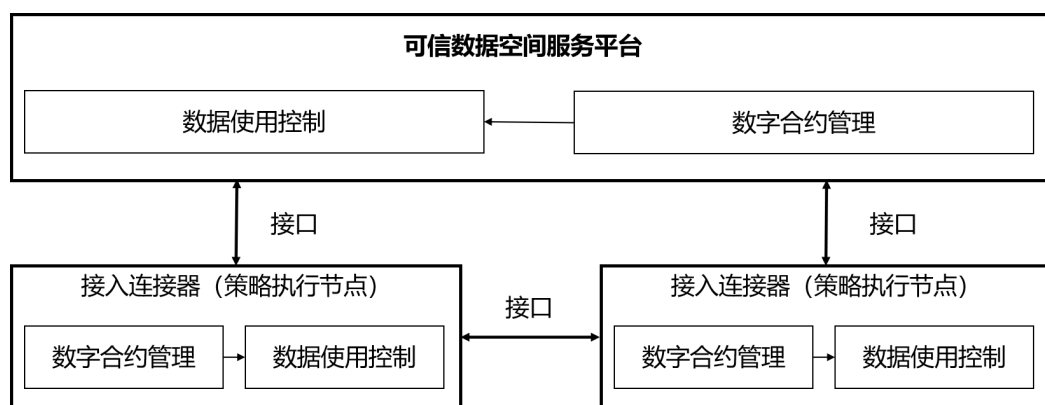 可信数据空间服务平台
数据使用控制
数字合约管理
接口
接口
接入连接器（策略执行节点）
接口
接入连接器（策略执行节点）
数字合约管理
数据使用控制
数字合约管理
数据使用控制